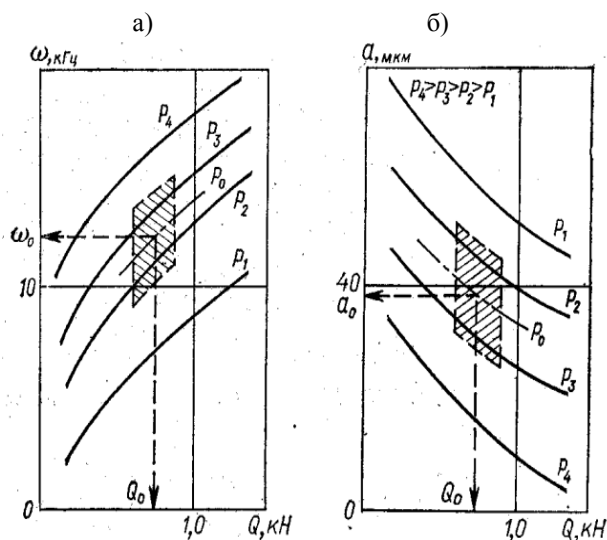 а)
ω, кГц
P₄
P₃
P₀
P₂
P₁
ω₀
10
0
Q₀
1,0
Q, кН
б)
a, мкм
P₄>P₃>P₂>P₁
P₁
40
P₂
a₀
P₀
P₃
P₄
0
Q₀
1,0
Q, кН